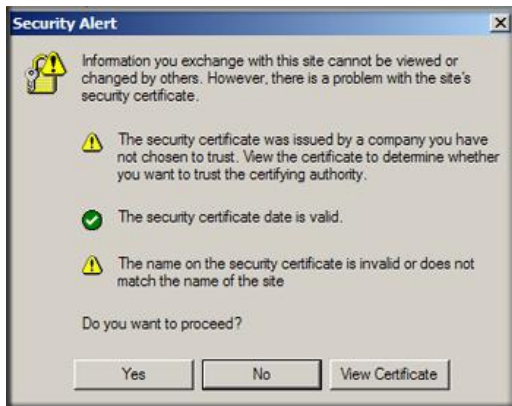 Security Alert
Information you exchange with this site cannot be viewed or
changed by others. However, there is a problem with the site's
security certificate.
The security certificate was issued by a company you have
not chosen to trust. View the certificate to determine whether
you want to trust the certifying authority.
The security certificate date is valid.
The name on the security certificate is invalid or does not
match the name of the site
Do you want to proceed?
Yes No View Certificate